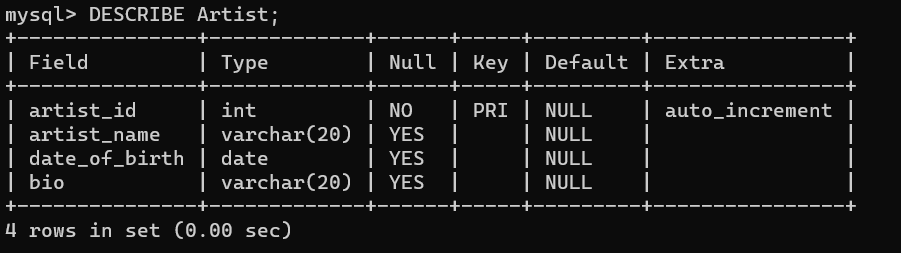 mysql> DESCRIBE Artist;
+---------------+-------------+------+-----+---------+----------------+
| Field         | Type        | Null | Key | Default | Extra          |
+---------------+-------------+------+-----+---------+----------------+
| artist_id     | int         | NO   | PRI | NULL    | auto_increment |
| artist_name   | varchar(20) | YES  |     | NULL    |                |
| date_of_birth | date        | YES  |     | NULL    |                |
| bio           | varchar(20) | YES  |     | NULL    |                |
+---------------+-------------+------+-----+---------+----------------+
4 rows in set (0.00 sec)